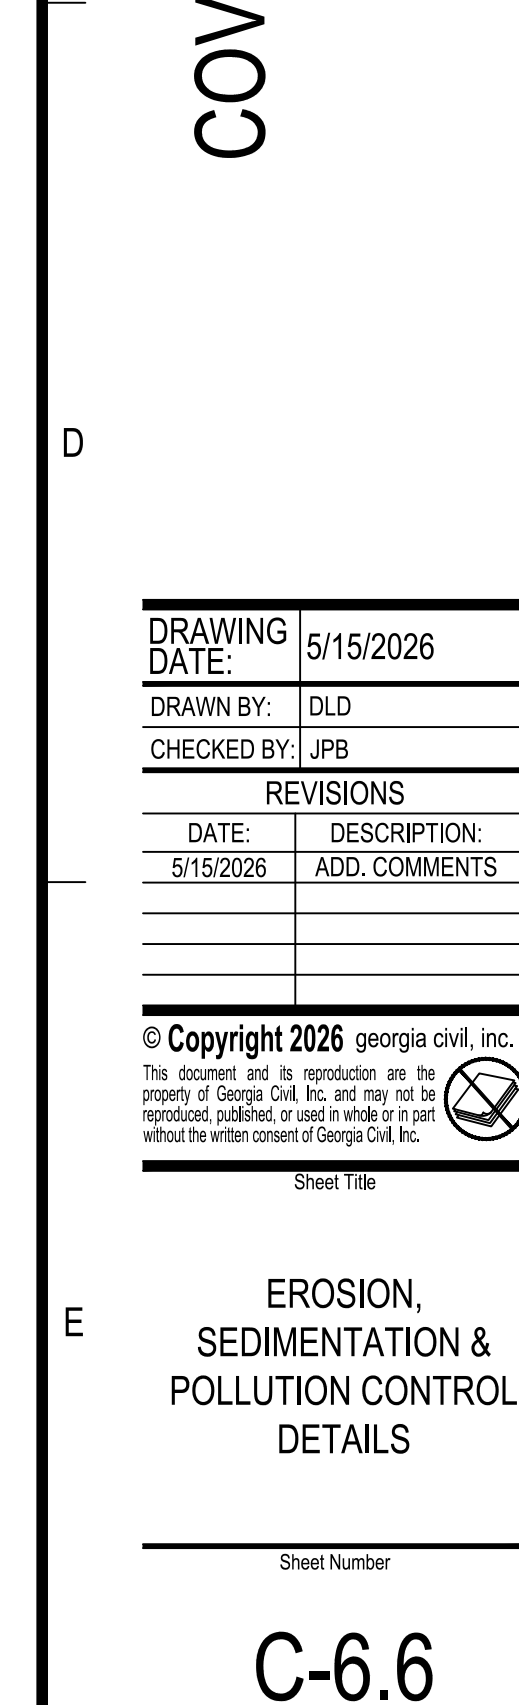 COV
D
DRAWING
DATE:
5/15/2026
DRAWN BY: DLD
CHECKED BY: JPB
REVISIONS
DATE: DESCRIPTION:
5/15/2026 ADD. COMMENTS
© Copyright 2026 georgia civil, inc.
This document and its reproduction are the
property of Georgia Civil, Inc. and may not be
reproduced, published, or used in whole or in part
without the written consent of Georgia Civil, Inc.
Sheet Title
E
EROSION,
SEDIMENTATION &
POLLUTION CONTROL
DETAILS
Sheet Number
C-6.6